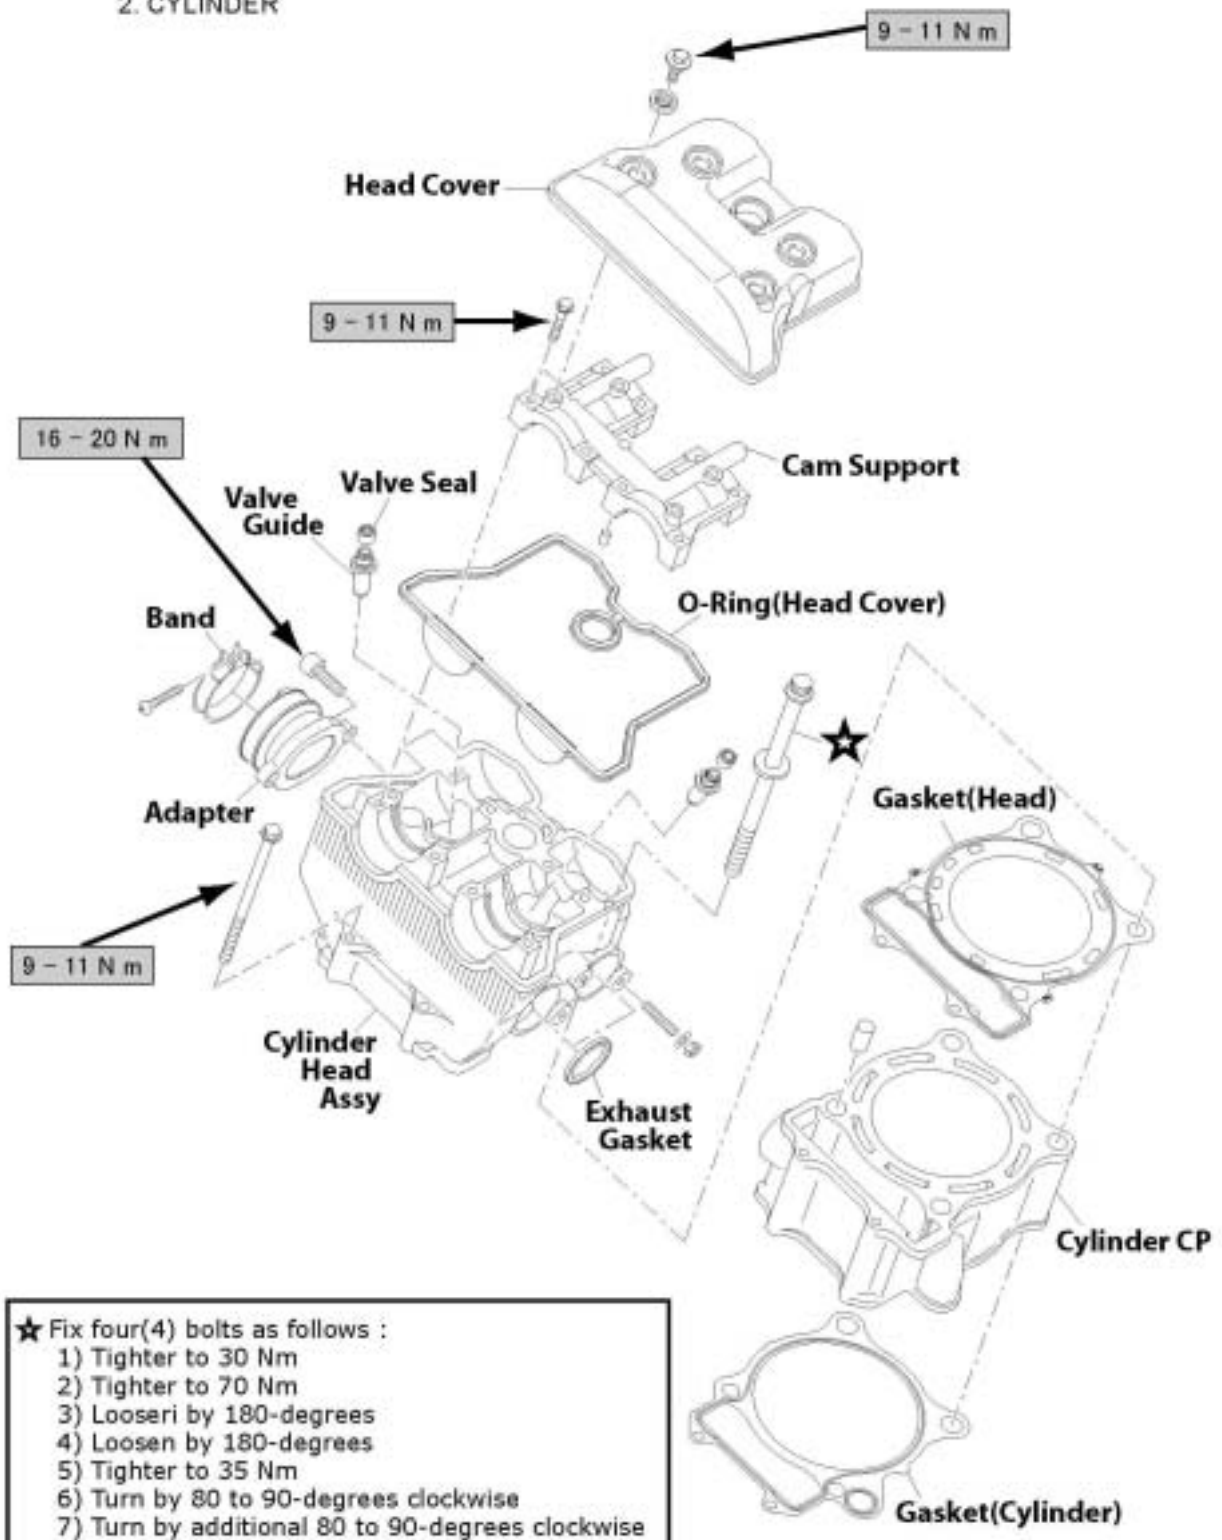 2. CYLINDER
9 - 11 N m
Head Cover
9 - 11 N m
16 - 20 N m
Cam Support
Valve Seal
Valve
Guide
O-Ring(Head Cover)
Band
Gasket(Head)
Adapter
9 - 11 N m
Cylinder
Head
Assy
Exhaust
Gasket
Cylinder CP
☆ Fix four(4) bolts as follows :
1) Tighter to 30 Nm
2) Tighter to 70 Nm
3) Looseri by 180-degrees
4) Loosen by 180-degrees
5) Tighter to 35 Nm
6) Turn by 80 to 90-degrees clockwise
7) Turn by additional 80 to 90-degrees clockwise
Gasket(Cylinder)